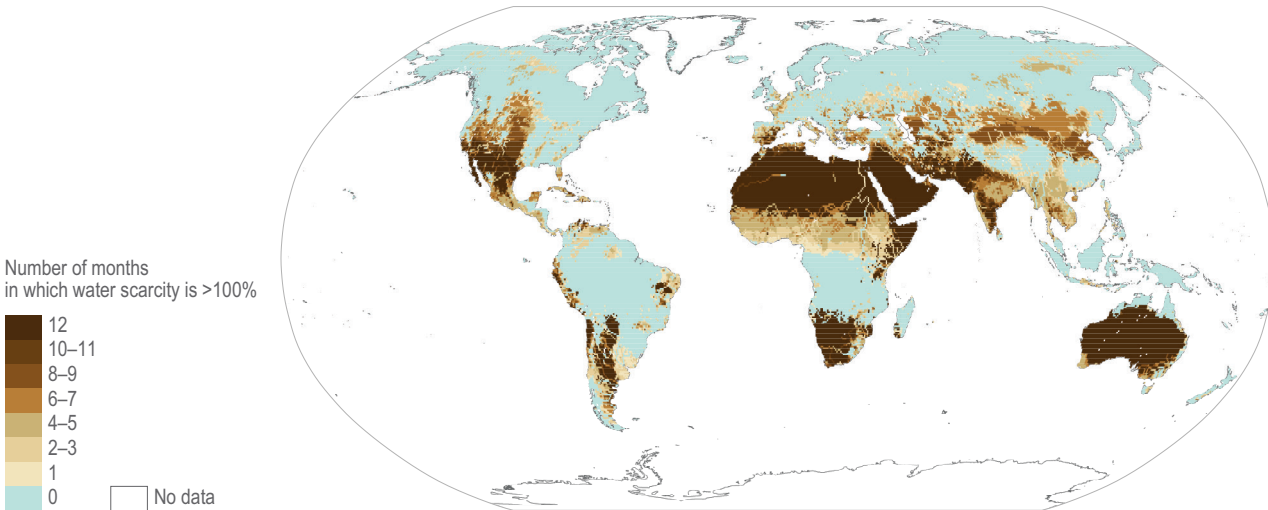 Number of months
in which water scarcity is >100%
12
10–11
8–9
6–7
4–5
2–3
1
0
No data